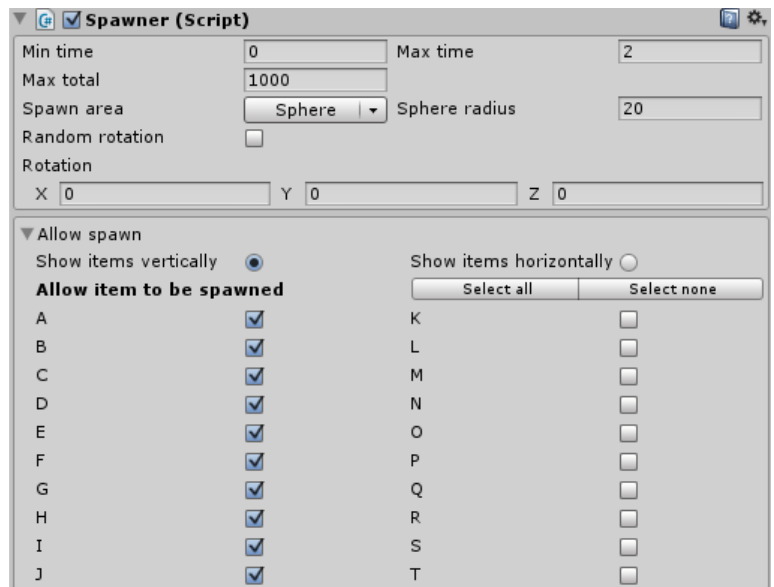 Spawner (Script)
Min time 0 Max time 2
Max total 1000
Spawn area Sphere Sphere radius 20
Random rotation
Rotation
X 0 Y 0 Z 0
Allow spawn
Show items vertically Show items horizontally
Allow item to be spawned Select all Select none
A K
B L
C M
D N
E O
F P
G Q
H R
I S
J T